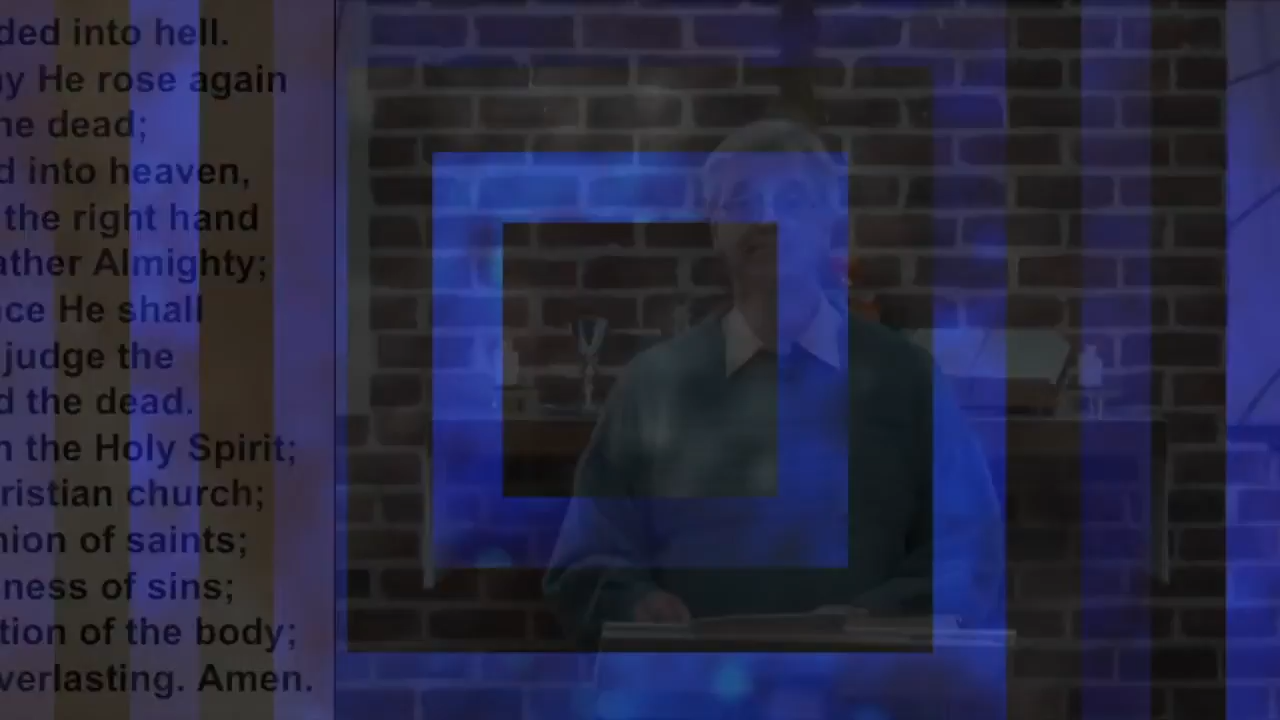 ded into hell.
ay He rose again
he dead;
d into heaven,
the right hand
ather Almighty;
ce He shall
judge the
d the dead.
n the Holy Spirit;
ristian church;
nion of saints;
ness of sins;
tion of the body;
verlasting. Amen.